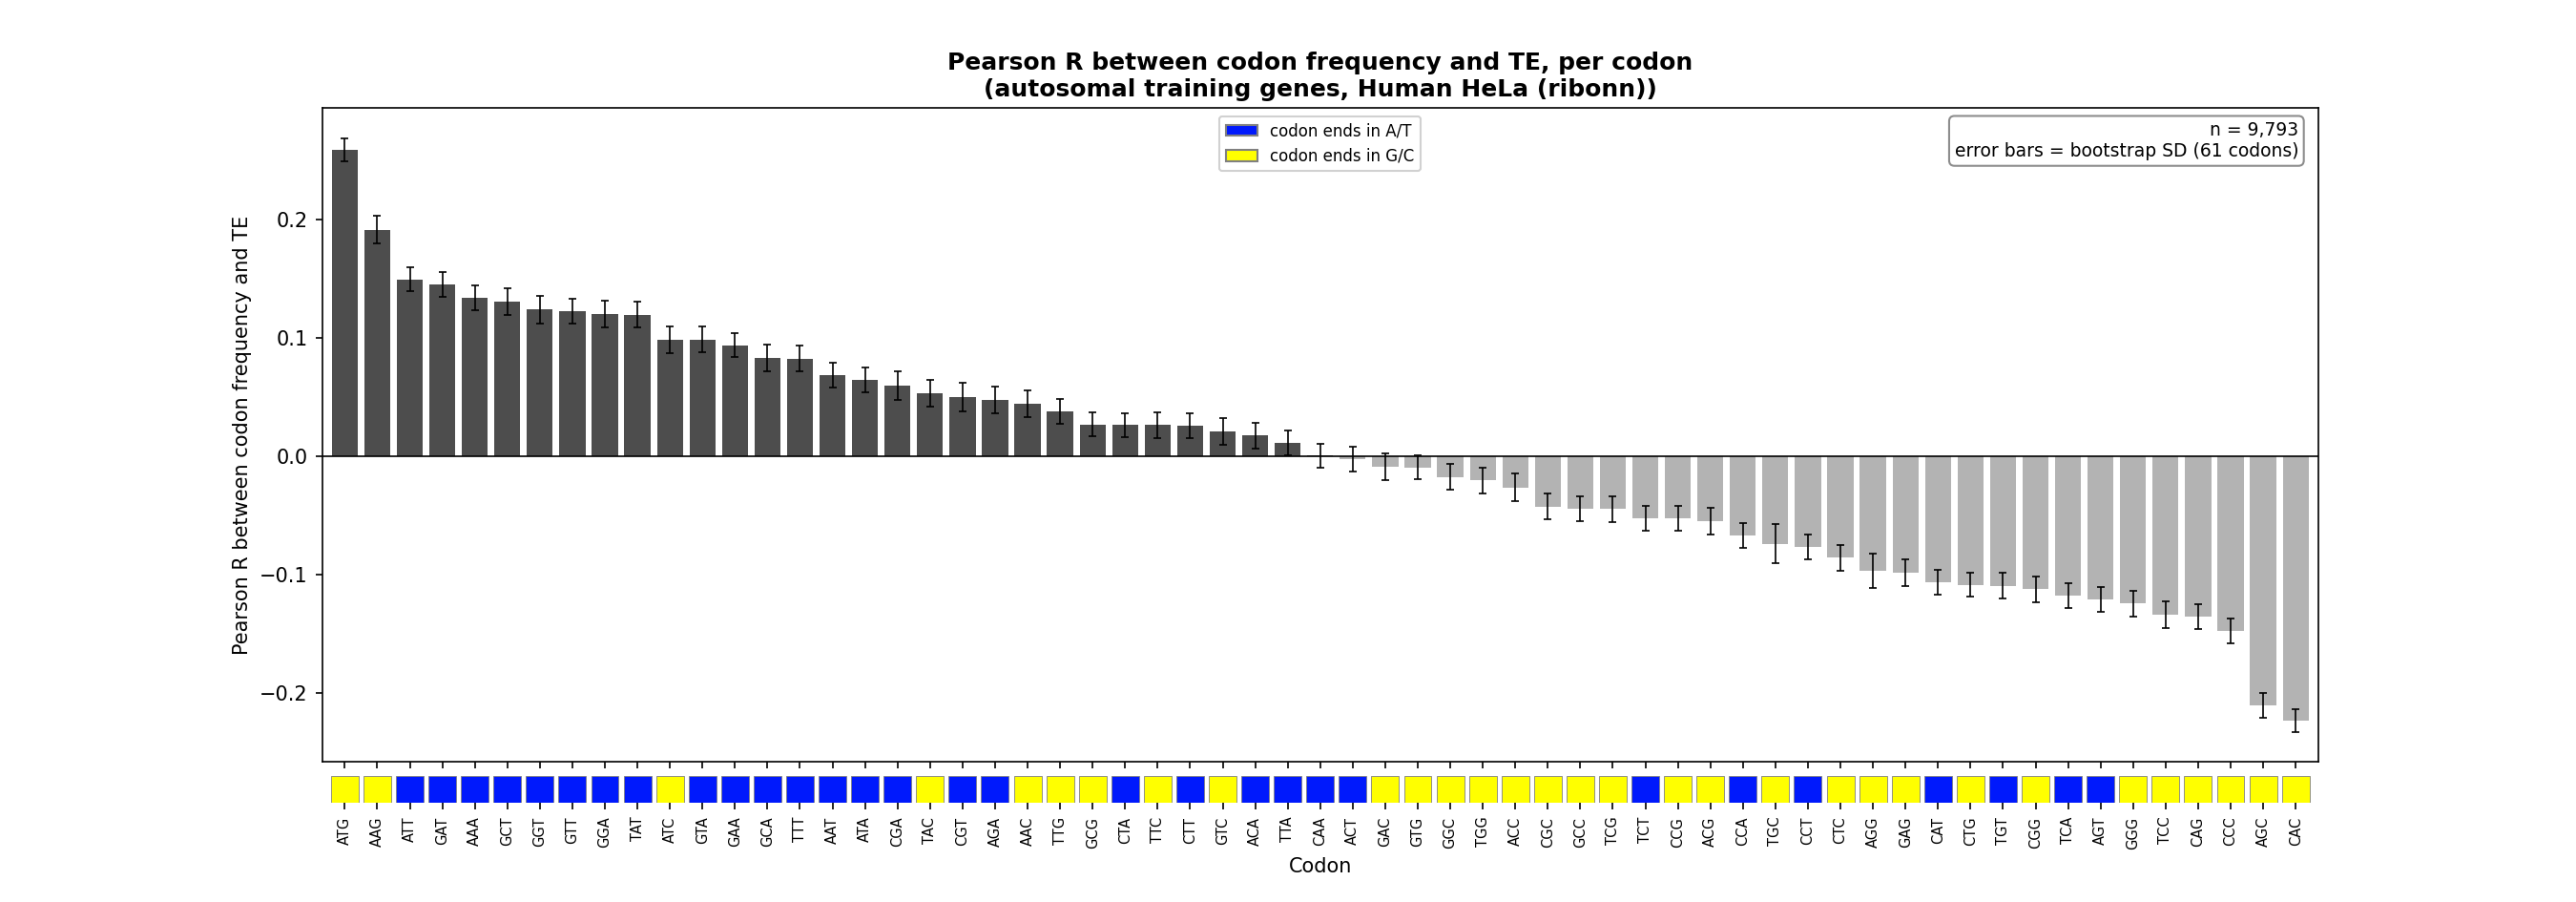 Pearson R between codon frequency and TE, per codon
(autosomal training genes, Human HeLa (ribonn))
codon ends in A/T
codon ends in G/C
n = 9,793
error bars = bootstrap SD (61 codons)
Pearson R between codon frequency and TE
0.2
0.1
0.0
−0.1
−0.2
ATG AAG ATT GAT AAA GCT GGT GTT GGA TAT ATC GTA GAA GCA TTT AAT ATA CGA TAC CGT AGA AAC TTG GCG CTA TTC CTT GTC ACA TTA CAA ACT GAC GTG GGC TGG ACC CGC GCC TCG TCT CCG ACG CCA TGC CCT CTC AGG GAG CAT CTG TGT CGG TCA AGT GGG TCC CAG CCC AGC CAC
Codon